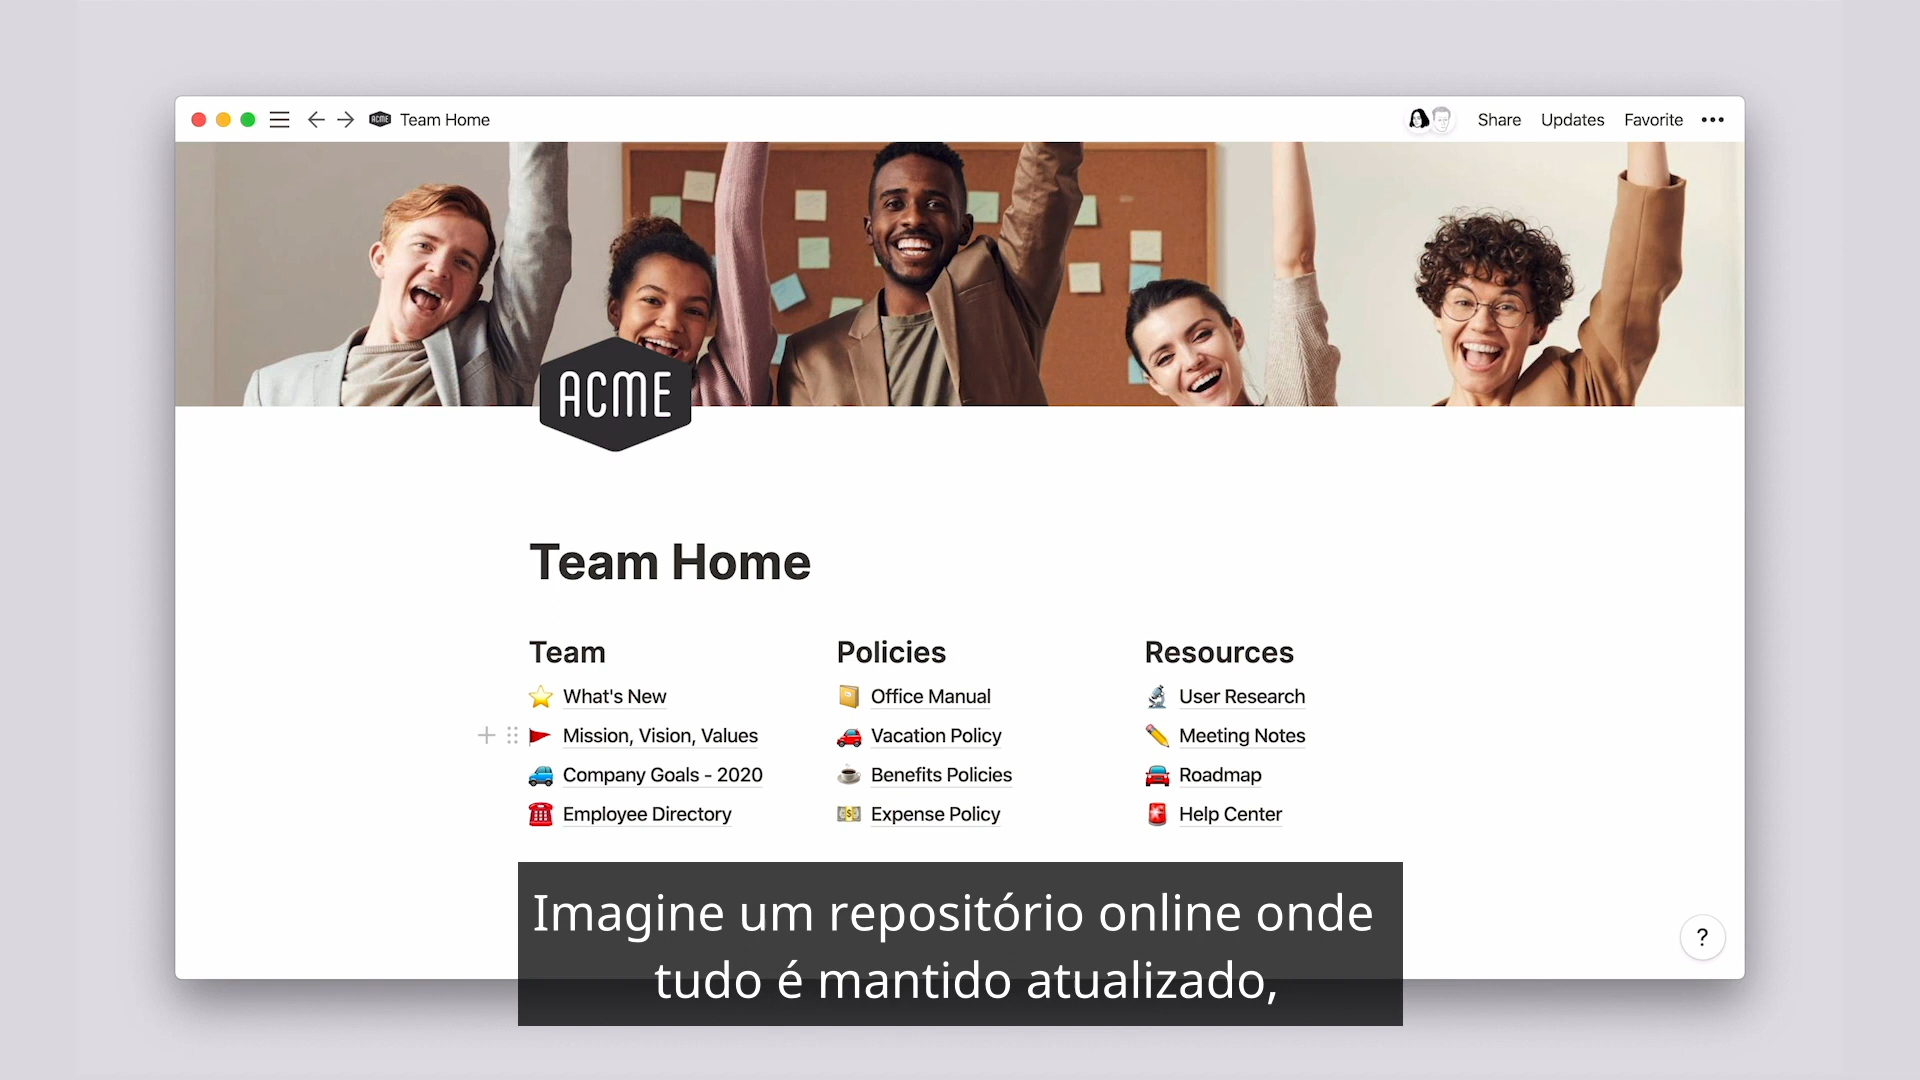 ACME Team Home
Share Updates Favorite
ACME
Team Home
Team
What's New
Mission, Vision, Values
Company Goals - 2020
Employee Directory
Policies
Office Manual
Vacation Policy
Benefits Policies
Expense Policy
Resources
User Research
Meeting Notes
Roadmap
Help Center
?
Imagine um repositório online onde
tudo é mantido atualizado,